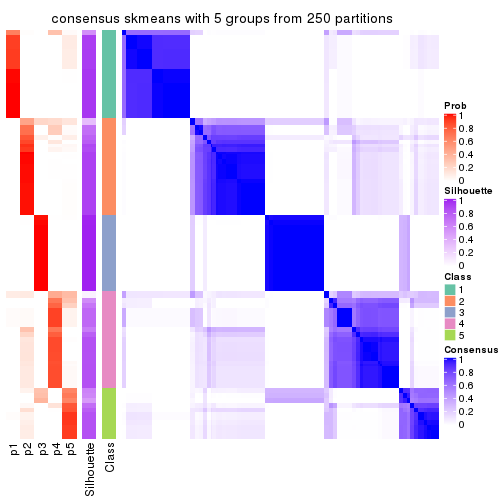 consensus skmeans with 5 groups from 250 partitions
Prob
1
0.8
0.6
0.4
0.2
0
Silhouette
1
0.8
0.6
0.4
0.2
0
Class
1
2
3
4
5
Consensus
1
0.8
0.6
0.4
0.2
0
p1
p2
p3
p4
p5
Silhouette
Class